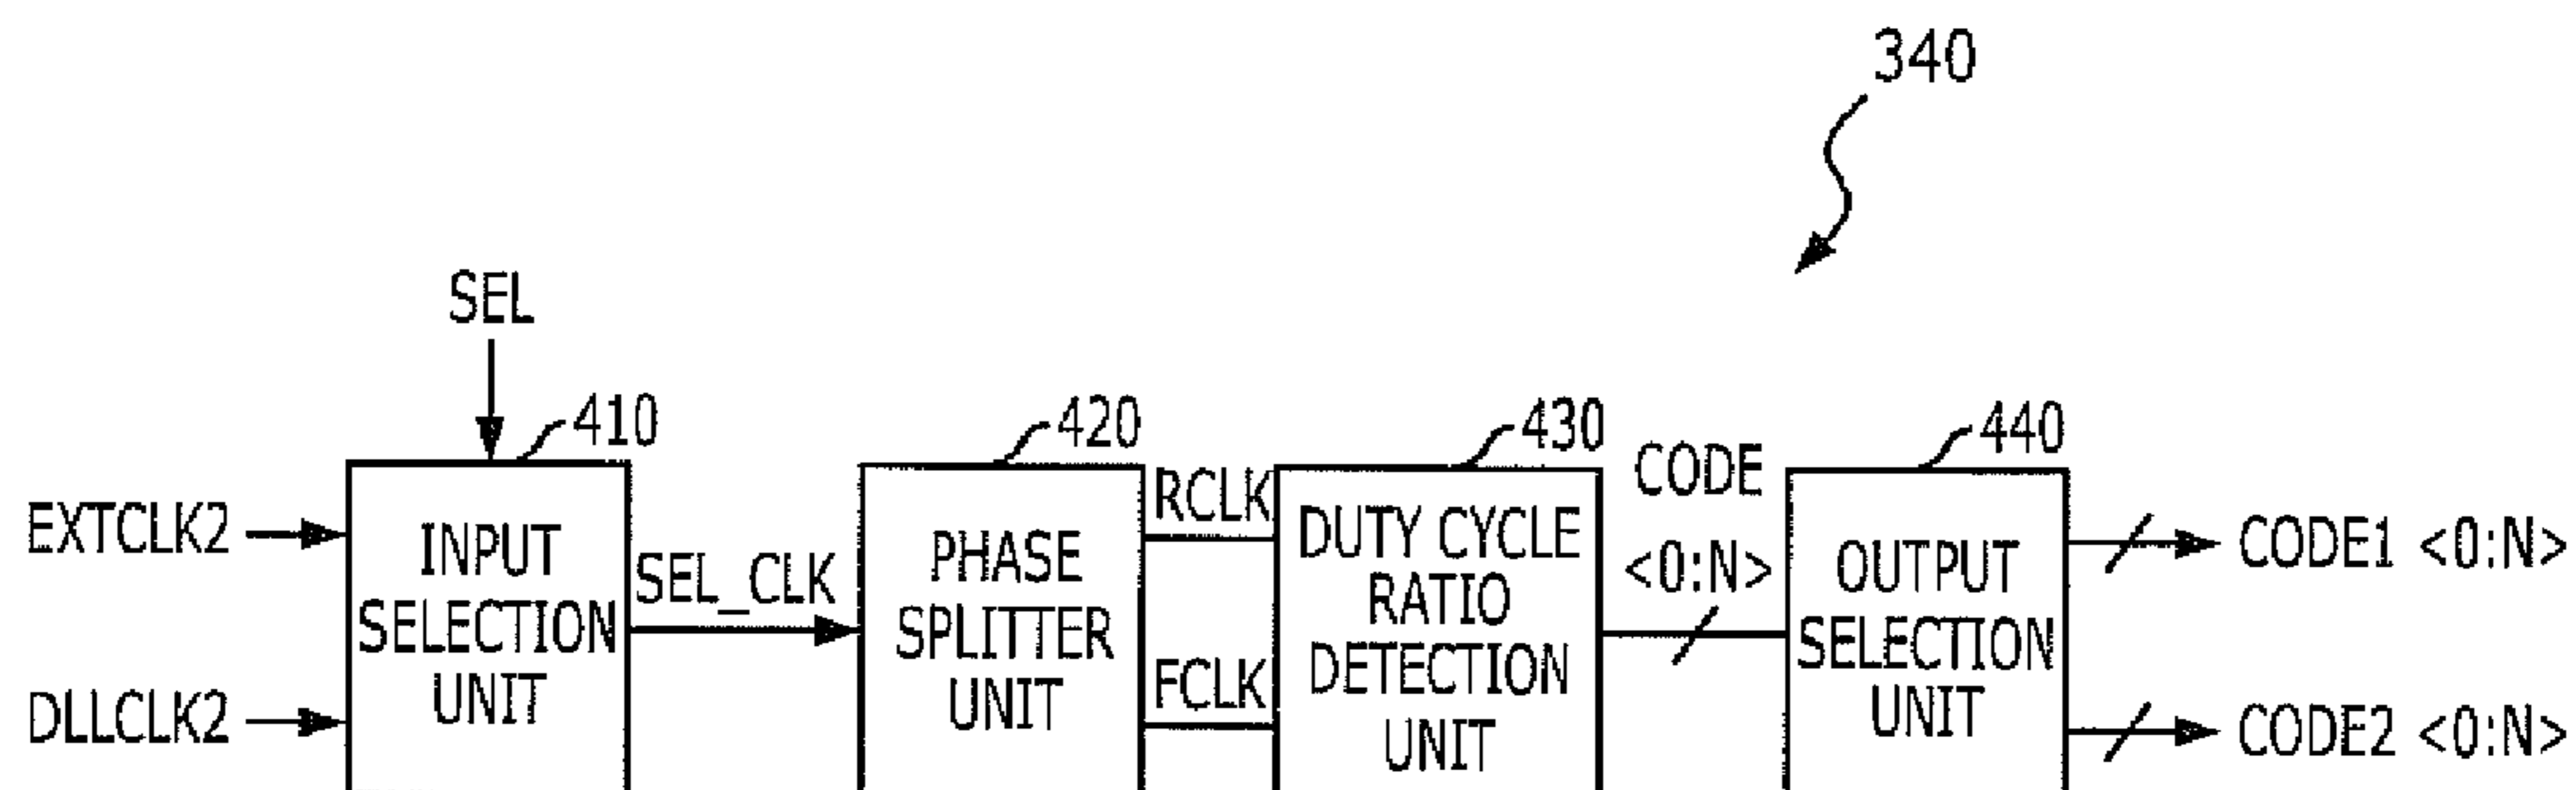 340
SEL
410
420
430
440
EXTCLK2
DLLCLK2
INPUT
SELECTION
UNIT
SEL_CLK
PHASE
SPLITTER
UNIT
RCLK
FCLK
DUTY CYCLE
RATIO
DETECTION
UNIT
CODE
<0:N>
OUTPUT
SELECTION
UNIT
CODE1 <0:N>
CODE2 <0:N>